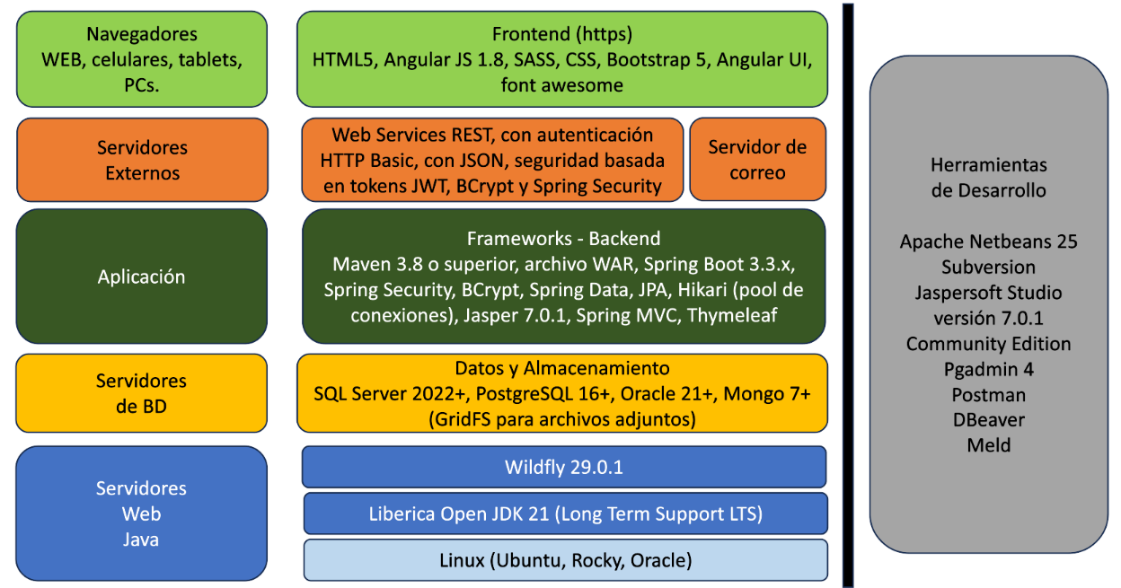 Navegadores
WEB, celulares, tablets,
PCs.
Frontend (https)
HTML5, Angular JS 1.8, SASS, CSS, Bootstrap 5, Angular UI,
font awesome
Servidores
Externos
Web Services REST, con autenticación
HTTP Basic, con JSON, seguridad basada
en tokens JWT, BCrypt y Spring Security
Servidor de
correo
Aplicación
Frameworks - Backend
Maven 3.8 o superior, archivo WAR, Spring Boot 3.3.x,
Spring Security, BCrypt, Spring Data, JPA, Hikari (pool de
conexiones), Jasper 7.0.1, Spring MVC, Thymeleaf
Servidores
de BD
Datos y Almacenamiento
SQL Server 2022+, PostgreSQL 16+, Oracle 21+, Mongo 7+
(GridFS para archivos adjuntos)
Servidores
Web
Java
Wildfly 29.0.1
Liberica Open JDK 21 (Long Term Support LTS)
Linux (Ubuntu, Rocky, Oracle)
Herramientas
de Desarrollo
Apache Netbeans 25
Subversion
Jaspersoft Studio
versión 7.0.1
Community Edition
Pgadmin 4
Postman
DBeaver
Meld